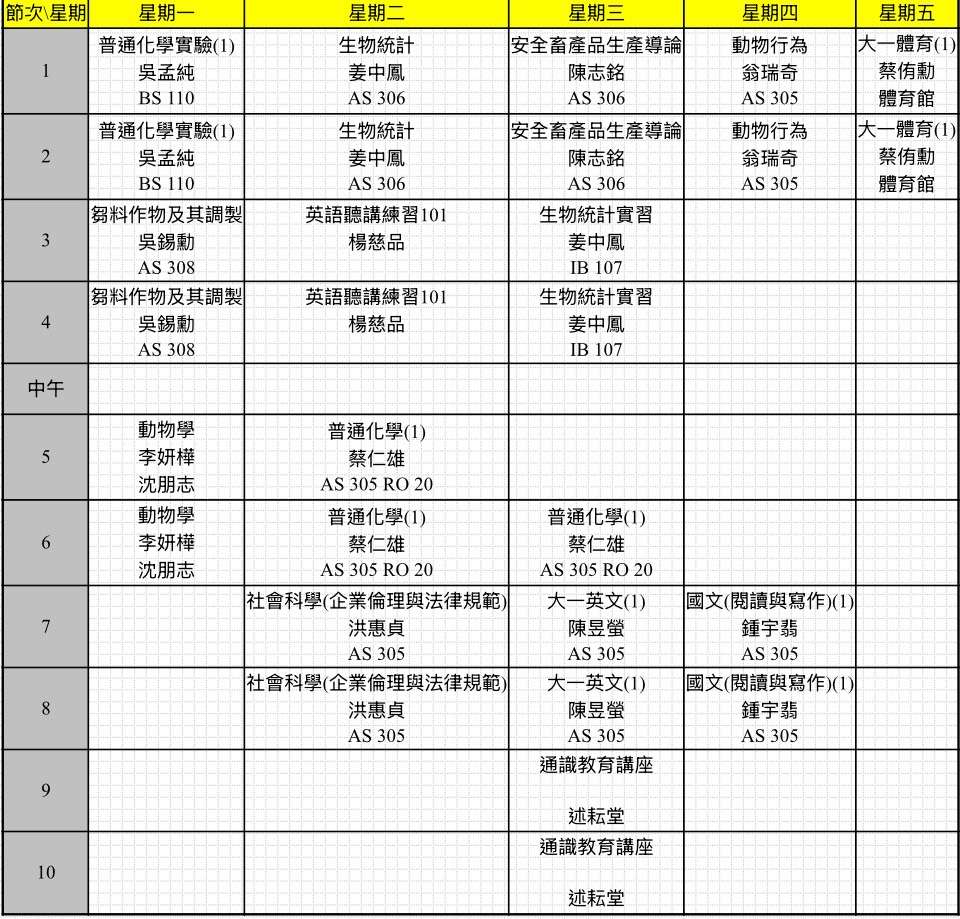 節次\星期 星期一 星期二 星期三 星期四 星期五
1
普通化學實驗(1)
吳孟純
BS 110
生物統計
姜中鳳
AS 306
安全畜產品生產導論
陳志銘
AS 306
動物行為
翁瑞奇
AS 305
大一體育(1)
蔡侑勳
體育館
2
普通化學實驗(1)
吳孟純
BS 110
生物統計
姜中鳳
AS 306
安全畜產品生產導論
陳志銘
AS 306
動物行為
翁瑞奇
AS 305
大一體育(1)
蔡侑勳
體育館
3
芻料作物及其調製
吳錫勳
AS 308
英語聽講練習101
楊慈品
生物統計實習
姜中鳳
IB 107
4
芻料作物及其調製
吳錫勳
AS 308
英語聽講練習101
楊慈品
生物統計實習
姜中鳳
IB 107
中午
5
動物學
李妍樺
沈朋志
普通化學(1)
蔡仁雄
AS 305 RO 20
6
動物學
李妍樺
沈朋志
普通化學(1)
蔡仁雄
AS 305 RO 20
普通化學(1)
蔡仁雄
AS 305 RO 20
7
社會科學(企業倫理與法律規範)
洪惠貞
AS 305
大一英文(1)
陳昱螢
AS 305
國文(閱讀與寫作)(1)
鍾宇翡
AS 305
8
社會科學(企業倫理與法律規範)
洪惠貞
AS 305
大一英文(1)
陳昱螢
AS 305
國文(閱讀與寫作)(1)
鍾宇翡
AS 305
9
通識教育講座
述耘堂
10
通識教育講座
述耘堂